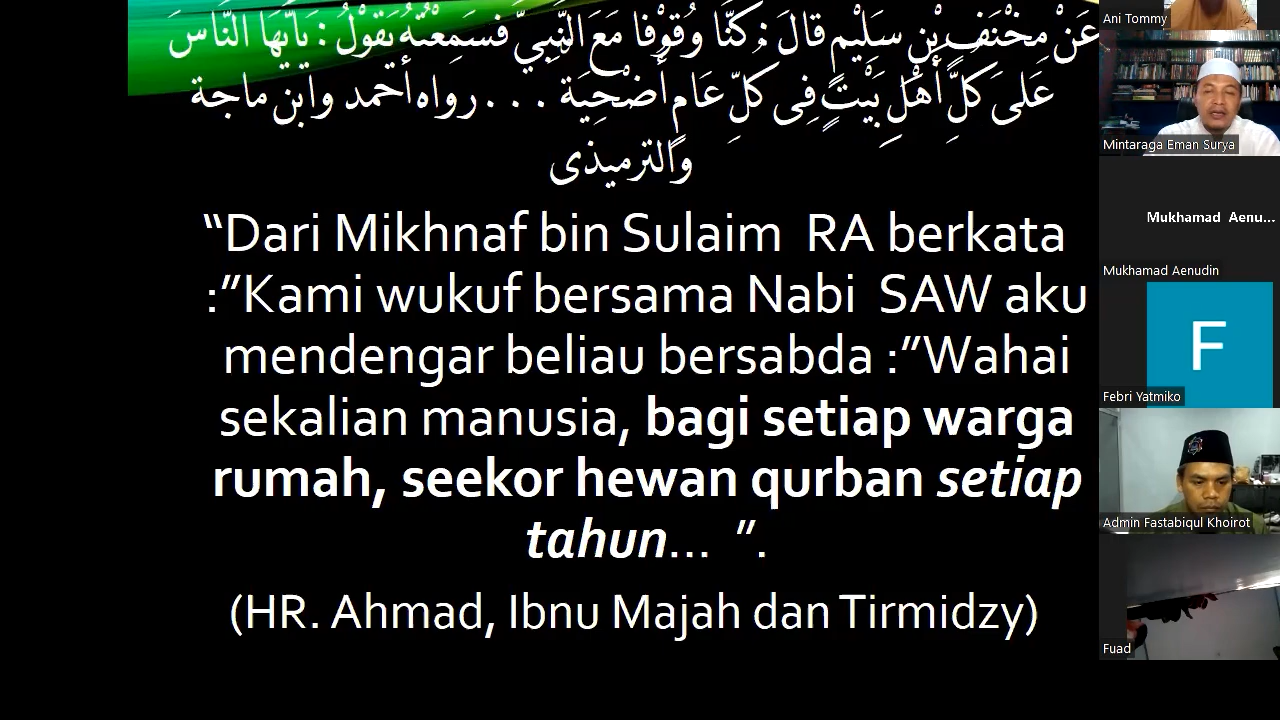 عَنْ مِخْنَفِ بْنِ سَلِيْمٍ قَالَ : كُنَّا وُقُوْفًا مَعَ النَّبِيِّ فَسَمِعْتُهُ يَقُوْلُ : يَاَيُّهَا النَّاسَ
عَلَى كُلِّ أَهْلِ بَيْتٍ فِى كُلِّ عَامٍ أُضْحِيَةً . . . رواه أحمد وابن ماجة
والترميذى
“Dari Mikhnaf bin Sulaim RA berkata
:”Kami wukuf bersama Nabi SAW aku
mendengar beliau bersabda :”Wahai
sekalian manusia, bagi setiap warga
rumah, seekor hewan qurban setiap
tahun... ”.
(HR. Ahmad, Ibnu Majah dan Tirmidzy)
Ani Tommy
Mintaraga Eman Surya
Mukhamad Aenu...
Mukhamad Aenudin
F
Febri Yatmiko
Admin Fastabiqul Khoirot
Fuad